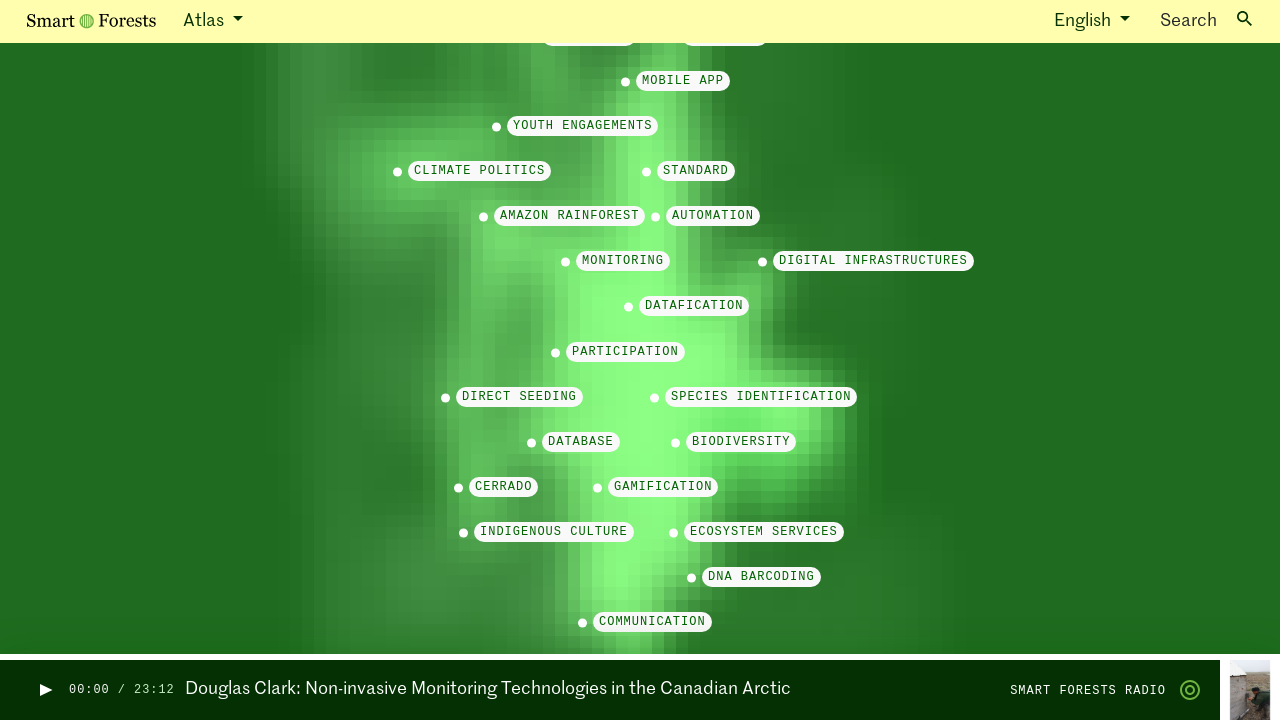 Smart Forests Atlas English Search
MOBILE APP
YOUTH ENGAGEMENTS
CLIMATE POLITICS STANDARD
AMAZON RAINFOREST AUTOMATION
MONITORING DIGITAL INFRASTRUCTURES
DATAFICATION
PARTICIPATION
DIRECT SEEDING SPECIES IDENTIFICATION
DATABASE BIODIVERSITY
CERRADO GAMIFICATION
INDIGENOUS CULTURE ECOSYSTEM SERVICES
DNA BARCODING
COMMUNICATION
00:00 / 23:12 Douglas Clark: Non-invasive Monitoring Technologies in the Canadian Arctic SMART FORESTS RADIO